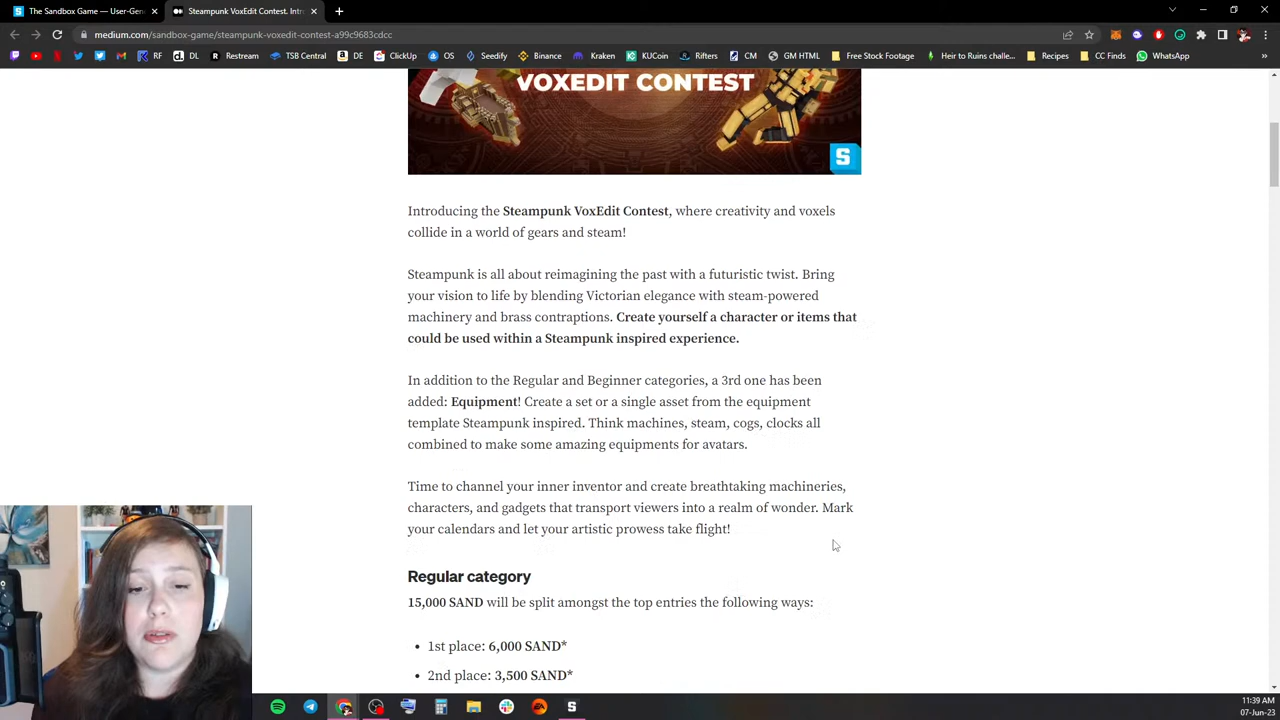 The Sandbox Game — User-Gen
Steampunk VoxEdit Contest. Intr
medium.com/sandbox-game/steampunk-voxedit-contest-a99c9683cdcc
RF
DL
Restream
TSB Central
DE
ClickUp
OS
Seedify
Binance
Kraken
KUCoin
Rifters
CM
GM HTML
Free Stock Footage
Heir to Ruins challe...
Recipes
CC Finds
WhatsApp
VOXEDIT CONTEST
S
Introducing the Steampunk VoxEdit Contest, where creativity and voxels
collide in a world of gears and steam!
Steampunk is all about reimagining the past with a futuristic twist. Bring
your vision to life by blending Victorian elegance with steam-powered
machinery and brass contraptions. Create yourself a character or items that
could be used within a Steampunk inspired experience.
In addition to the Regular and Beginner categories, a 3rd one has been
added: Equipment! Create a set or a single asset from the equipment
template Steampunk inspired. Think machines, steam, cogs, clocks all
combined to make some amazing equipments for avatars.
Time to channel your inner inventor and create breathtaking machineries,
characters, and gadgets that transport viewers into a realm of wonder. Mark
your calendars and let your artistic prowess take flight!
Regular category
15,000 SAND will be split amongst the top entries the following ways:
• 1st place: 6,000 SAND*
• 2nd place: 3,500 SAND*
11:39 AM
07-Jun-23